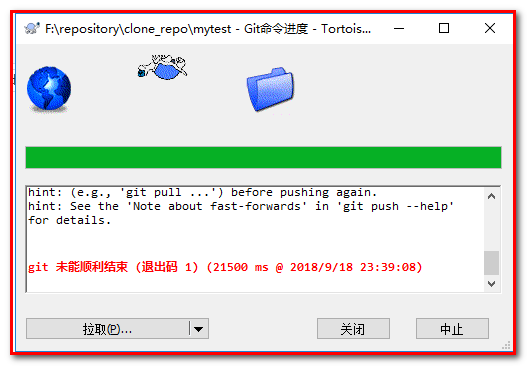 F:\repository\clone_repo\mytest - Git命令进度 - Tortois...
hint: (e.g., 'git pull ...') before pushing again.
hint: See the 'Note about fast-forwards' in 'git push --help'
for details.
git 未能顺利结束 (退出码 1) (21500 ms @ 2018/9/18 23:39:08)
拉取(P)...
关闭
中止